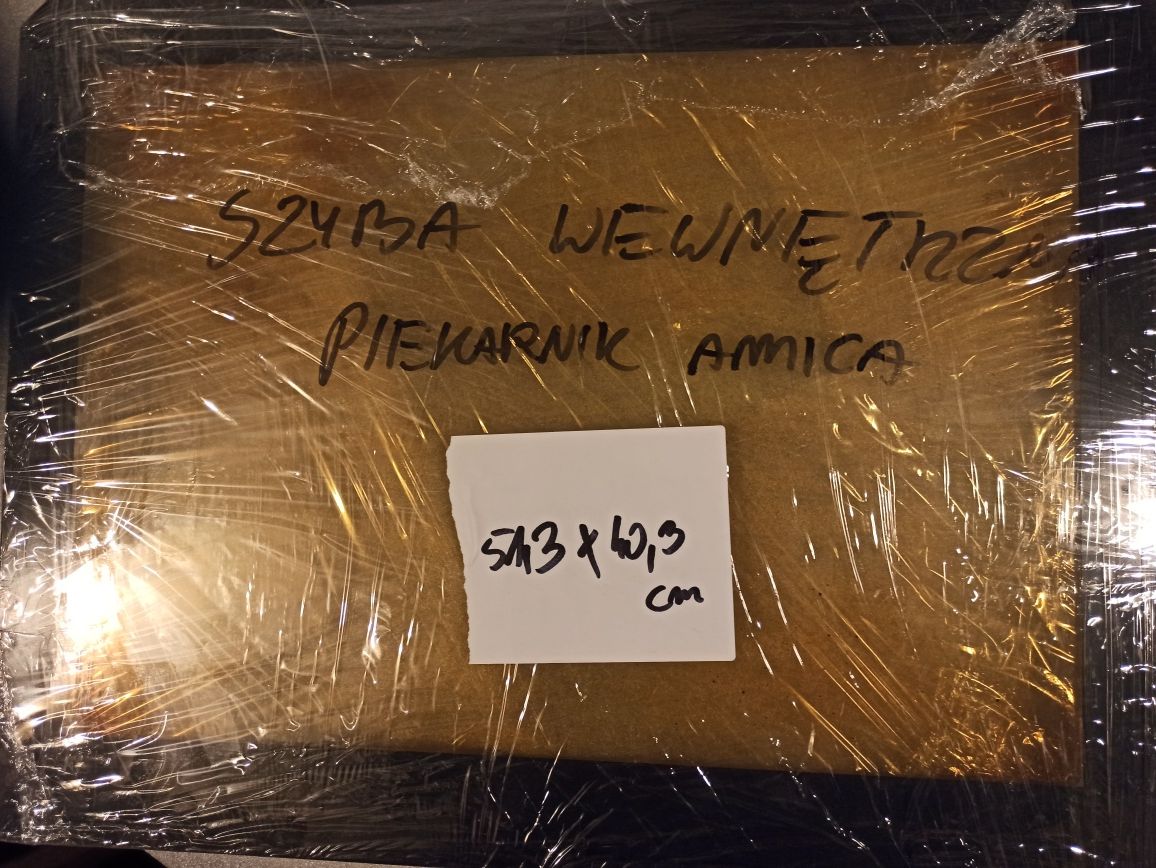 SZYBA WEWNĘTRZNA
PIEKARNIK AMICA
51,3 x 40,3
cm